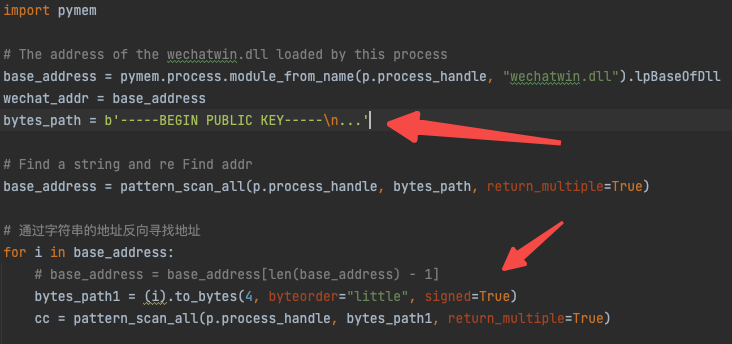 import pymem
# The address of the wechatwin.dll loaded by this process
base_address = pymem.process.module_from_name(p.process_handle, "wechatwin.dll").lpBaseOfDll
wechat_addr = base_address
bytes_path = b'-----BEGIN PUBLIC KEY-----\n...'
# Find a string and re Find addr
base_address = pattern_scan_all(p.process_handle, bytes_path, return_multiple=True)
# 通过字符串的地址反向寻找地址
for i in base_address:
    # base_address = base_address[len(base_address) - 1]
    bytes_path1 = (i).to_bytes(4, byteorder="little", signed=True)
    cc = pattern_scan_all(p.process_handle, bytes_path1, return_multiple=True)